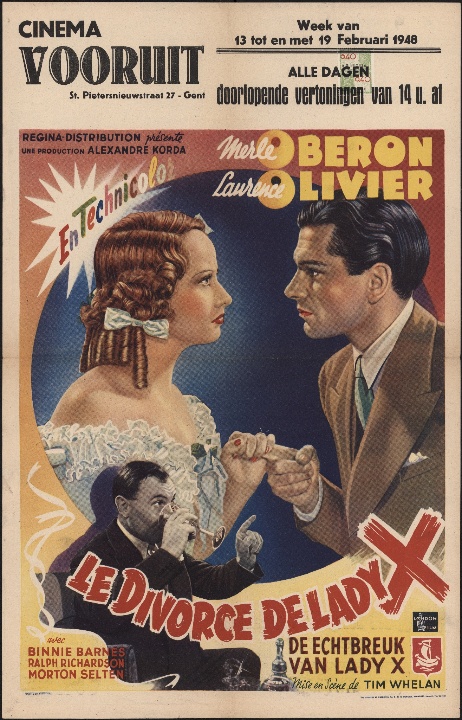 CINEMA
VOORUIT
St. Pietersnieuwstraat 27 - Gent
Week van
13 tot en met 19 Februari 1948
ALLE DAGEN
doorlopende vertoningen van 14 u. af
REGINA-DISTRIBUTION présente
UNE PRODUCTION ALEXANDRE KORDA
Merle OBERON
Laurence OLIVIER
En Technicolor
LE DIVORCE DE LADY X
avec
BINNIE BARNES
RALPH RICHARDSON
MORTON SELTEN
DE ECHTBREUK
VAN LADY X
Mise en Scène de TIM WHELAN
LONDON
FILM